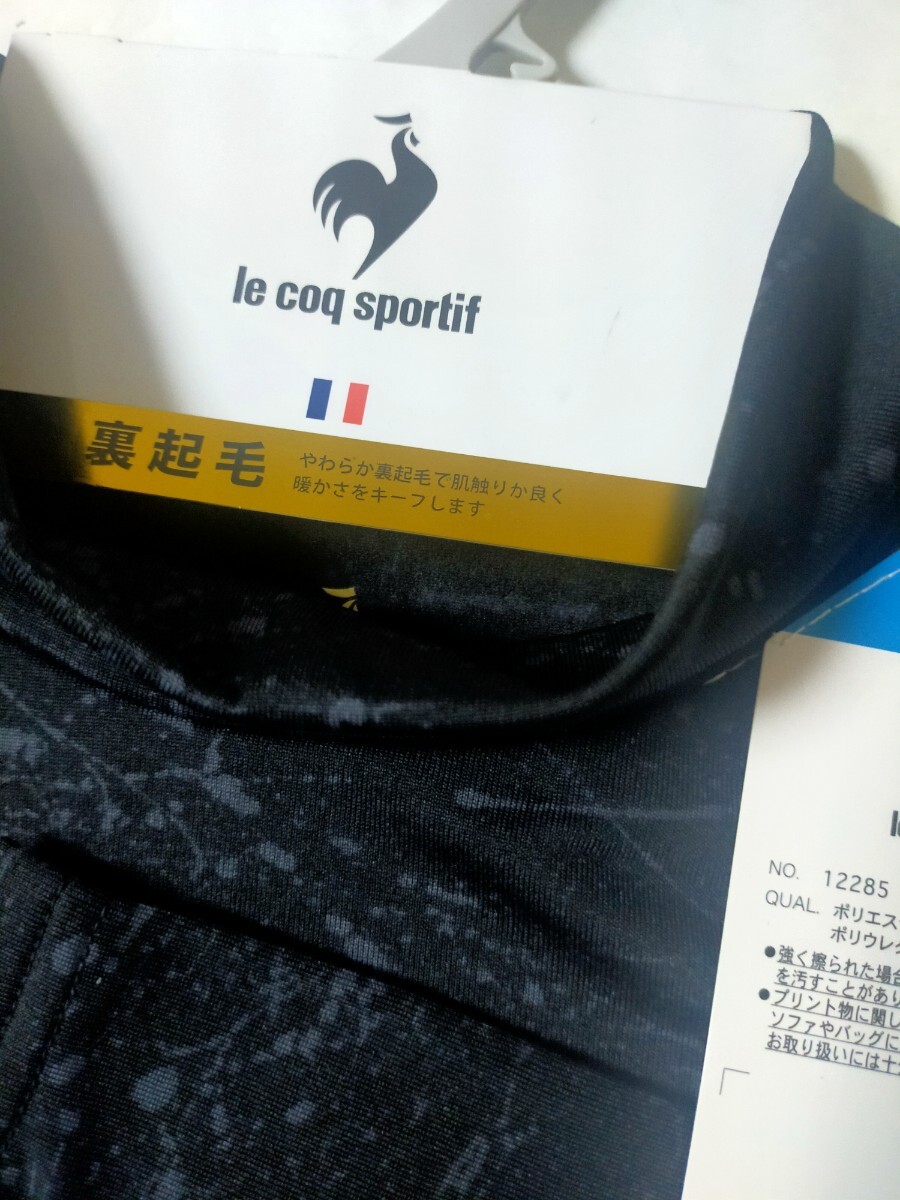 le coq sportif
裏起毛
やわらか裏起毛で肌触りが良く
暖かさをキープします
NO. 12285
QUAL. ポリエス
ポリウレ
●強く擦られた場合
を汚すことがあり
●プリント物に関し
ソファやバッグに
お取り扱いには十